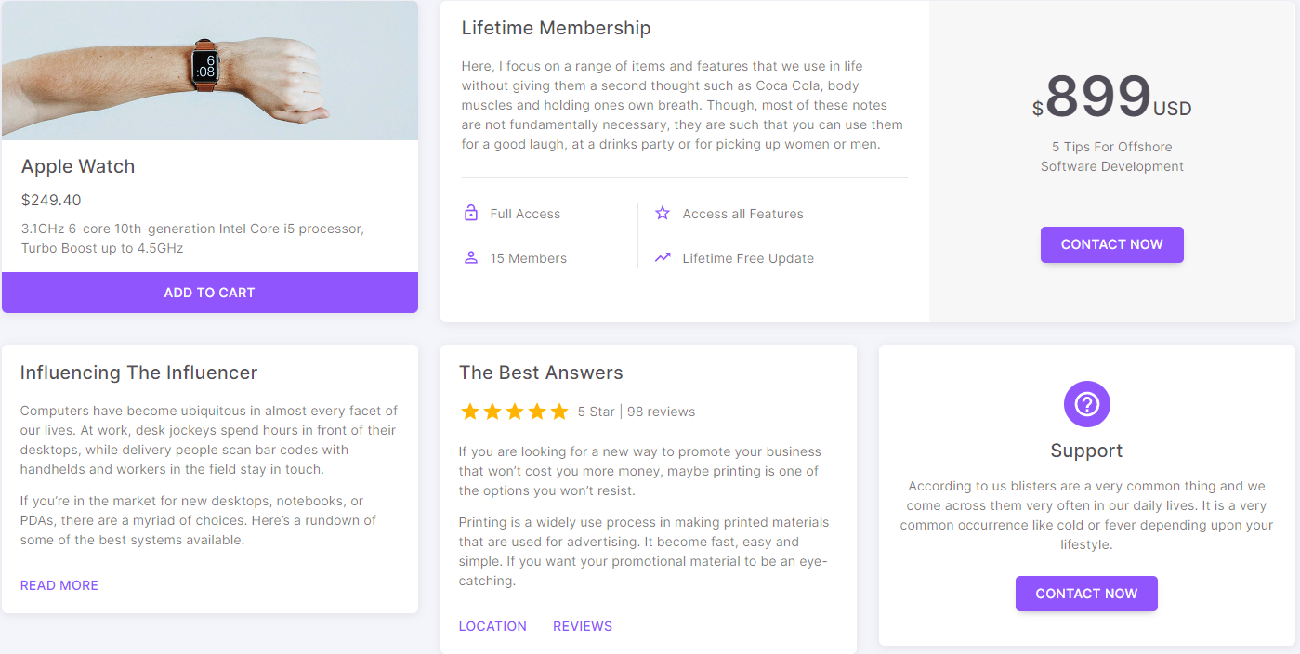 6
:08
Apple Watch
$249.40
3.1GHz 6-core 10th-generation Intel Core i5 processor,
Turbo Boost up to 4.5GHz
ADD TO CART
Lifetime Membership
Here, I focus on a range of items and features that we use in life
without giving them a second thought such as Coca Cola, body
muscles and holding ones own breath. Though, most of these notes
are not fundamentally necessary, they are such that you can use them
for a good laugh, at a drinks party or for picking up women or men.
Full Access
Access all Features
15 Members
Lifetime Free Update
$899USD
5 Tips For Offshore
Software Development
CONTACT NOW
Influencing The Influencer
Computers have become ubiquitous in almost every facet of
our lives. At work, desk jockeys spend hours in front of their
desktops, while delivery people scan bar codes with
handhelds and workers in the field stay in touch.
If you're in the market for new desktops, notebooks, or
PDAs, there are a myriad of choices. Here's a rundown of
some of the best systems available.
READ MORE
The Best Answers
5 Star | 98 reviews
If you are looking for a new way to promote your business
that won't cost you more money, maybe printing is one of
the options you won't resist.
Printing is a widely use process in making printed materials
that are used for advertising. It become fast, easy and
simple. If you want your promotional material to be an eye-
catching.
LOCATION REVIEWS
Support
According to us blisters are a very common thing and we
come across them very often in our daily lives. It is a very
common occurrence like cold or fever depending upon your
lifestyle.
CONTACT NOW